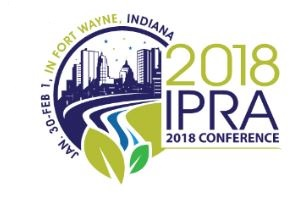 JAN. 30-FEB 1, IN FORT WAYNE, INDIANA
2018
IPRA
2018 CONFERENCE